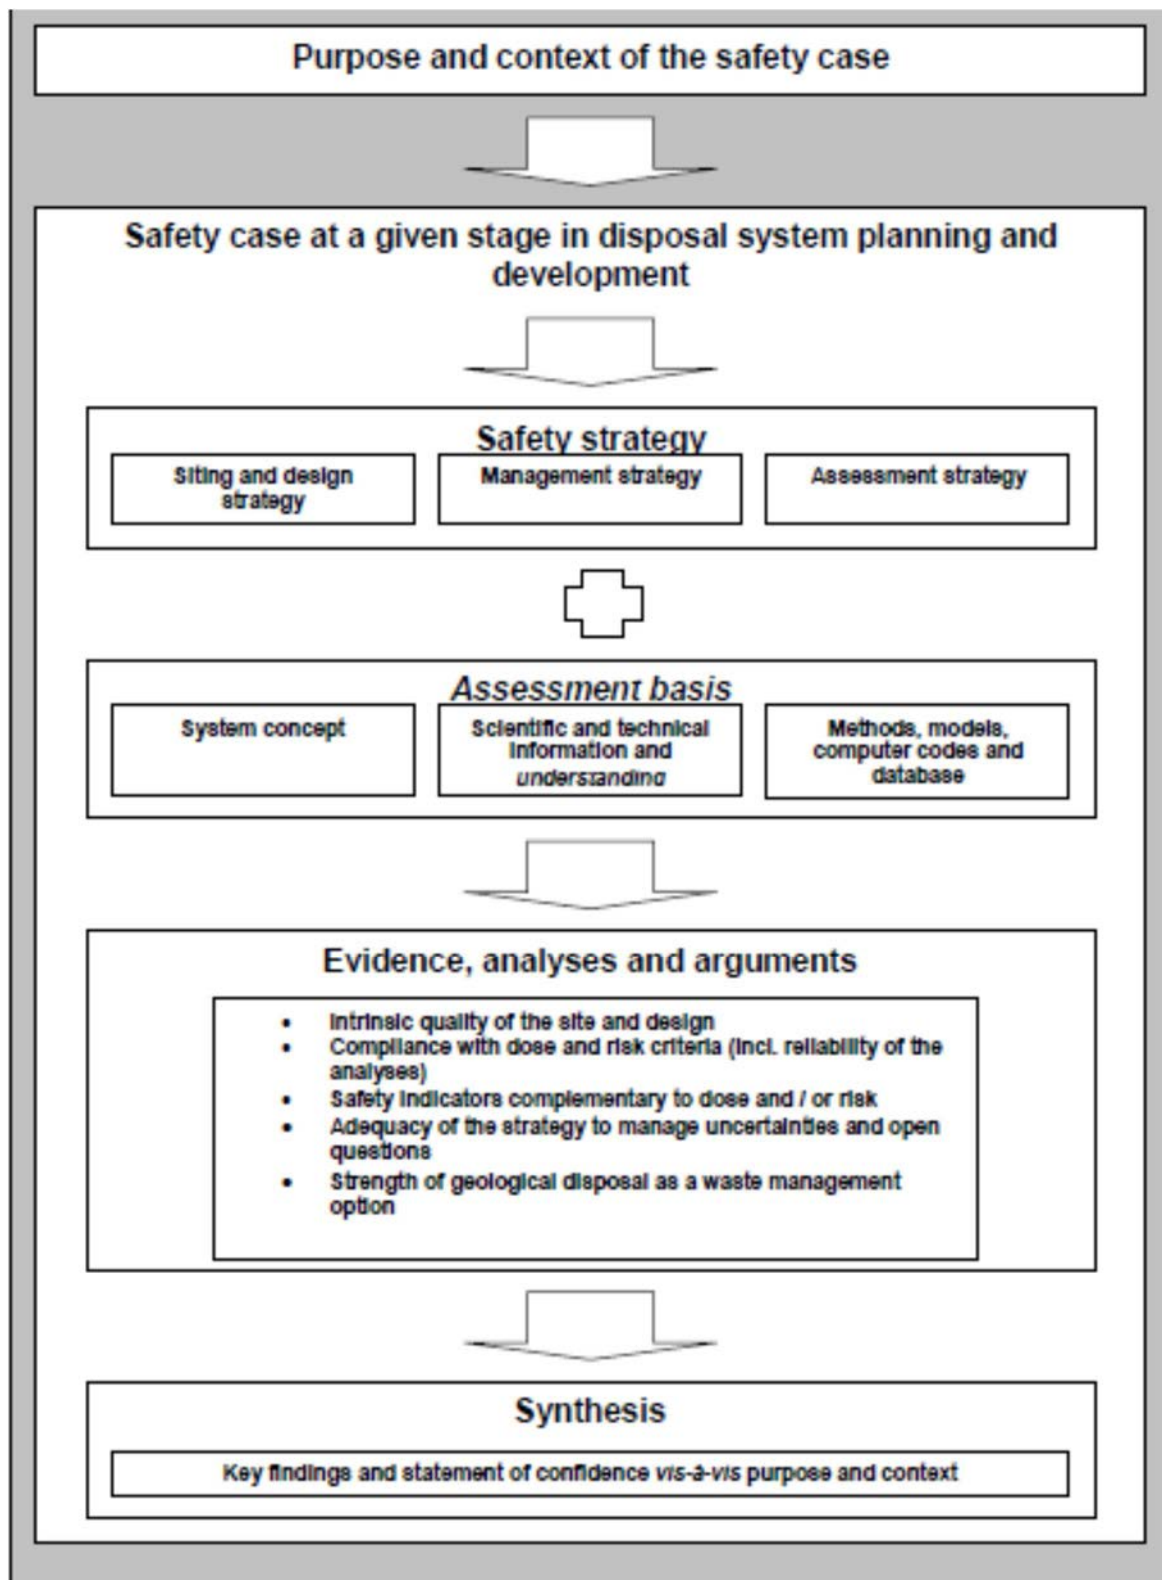 Purpose and context of the safety case
Safety case at a given stage in disposal system planning and
development
Safety strategy
Siting and design
strategy
Management strategy
Assessment strategy
Assessment basis
System concept
Scientific and technical
information and
understanding
Methods, models,
computer codes and
database
Evidence, analyses and arguments
• Intrinsic quality of the site and design
• Compliance with dose and risk criteria (incl. reliability of the
analyses)
• Safety indicators complementary to dose and / or risk
• Adequacy of the strategy to manage uncertainties and open
questions
• Strength of geological disposal as a waste management
option
Synthesis
Key findings and statement of confidence vis-à-vis purpose and context